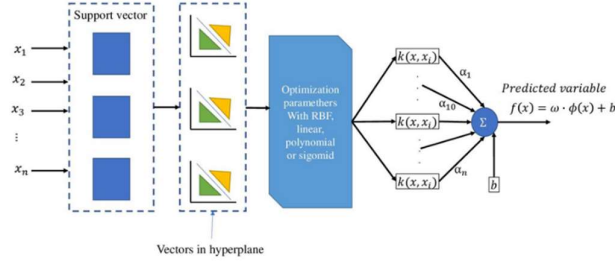 Support vector
x₁
x₂
x₃
⋮
xₙ
Vectors in hyperplane
Optimization
paramethers
With RBF,
linear,
polynomial
or sigomid
k(x, xᵢ)
k(x, xᵢ)
k(x, xᵢ)
α₁
α₁₀
αₙ
Σ
b
Predicted variable
f(x) = ω · ϕ(x) + b